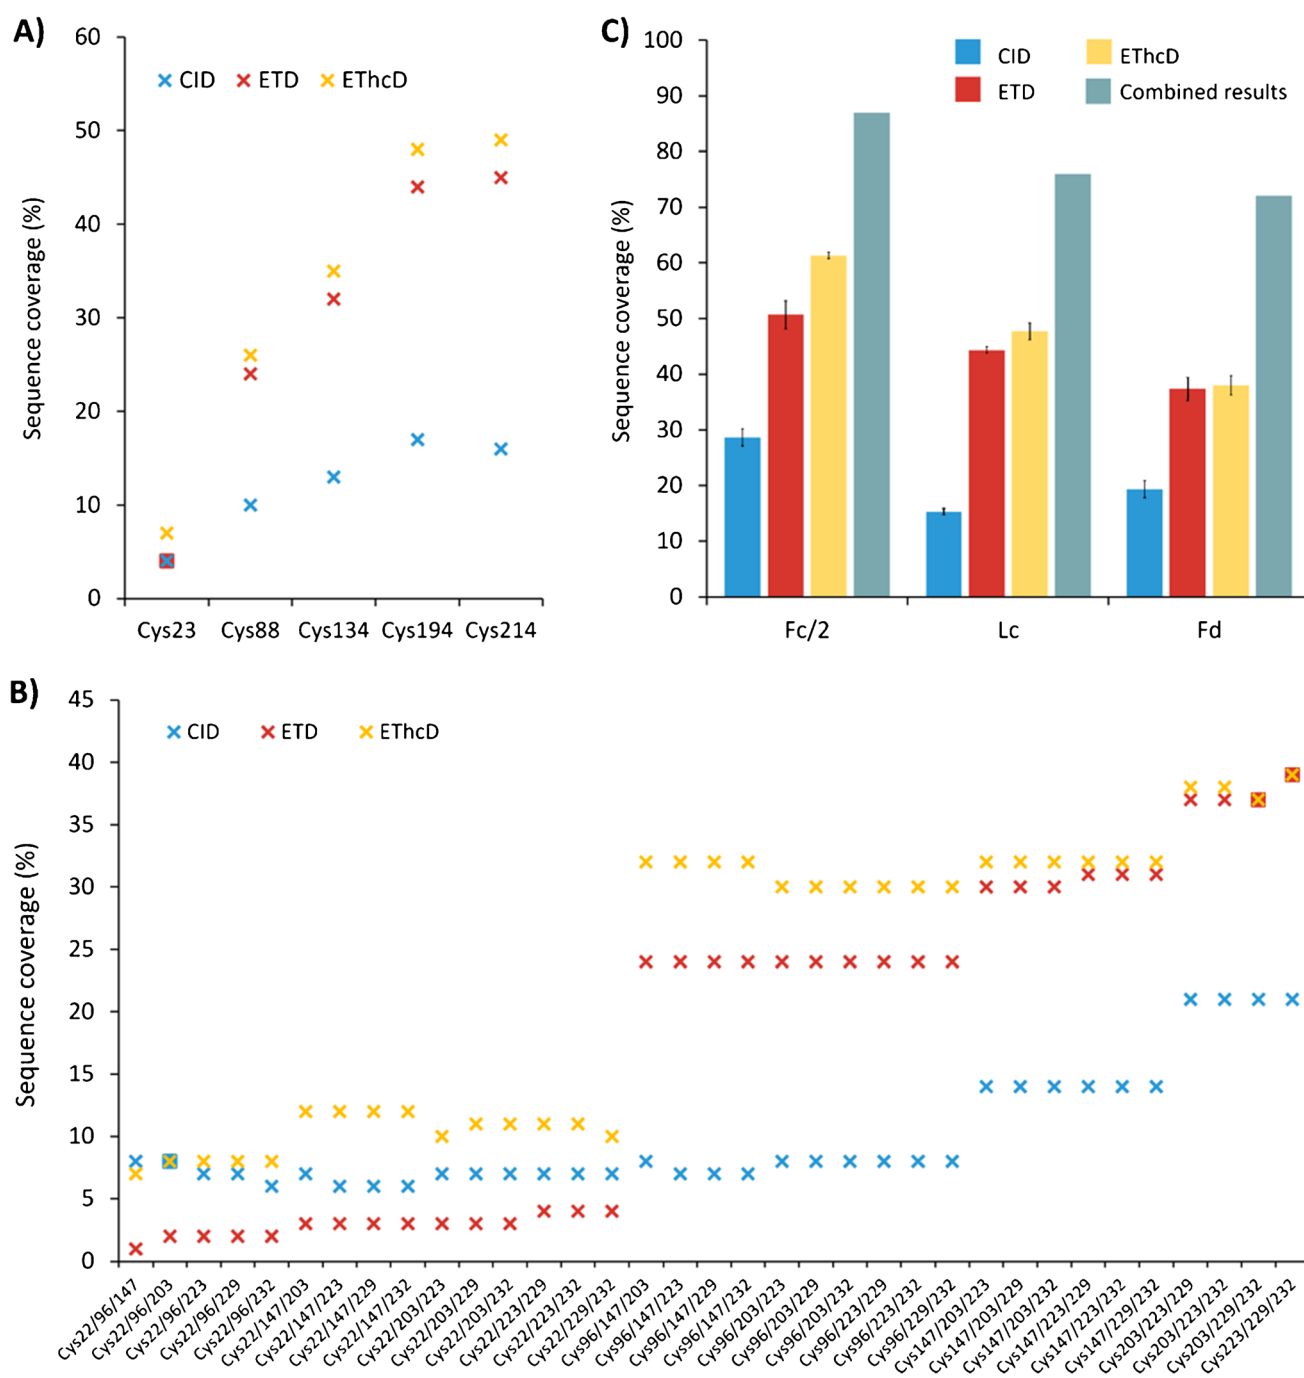 A)
60
50
40
30
20
10
0
Sequence coverage (%)
CID ETD EThcD
Cys23 Cys88 Cys134 Cys194 Cys214
C)
100
90
80
70
60
50
40
30
20
10
0
Sequence coverage (%)
CID EThcD
ETD Combined results
Fc/2 Lc Fd
B)
45
40
35
30
25
20
15
10
5
0
Sequence coverage (%)
CID ETD EThcD
Cys22/96/147
Cys22/96/203
Cys22/96/223
Cys22/96/229
Cys22/96/232
Cys22/147/203
Cys22/147/223
Cys22/147/229
Cys22/147/232
Cys22/203/223
Cys22/203/229
Cys22/203/232
Cys22/223/229
Cys22/223/232
Cys22/229/232
Cys96/147/203
Cys96/147/223
Cys96/147/229
Cys96/147/232
Cys96/203/223
Cys96/203/229
Cys96/203/232
Cys96/223/229
Cys96/223/232
Cys96/229/232
Cys147/203/223
Cys147/203/229
Cys147/203/232
Cys147/223/229
Cys147/223/232
Cys147/229/232
Cys203/223/229
Cys203/223/232
Cys203/229/232
Cys223/229/232